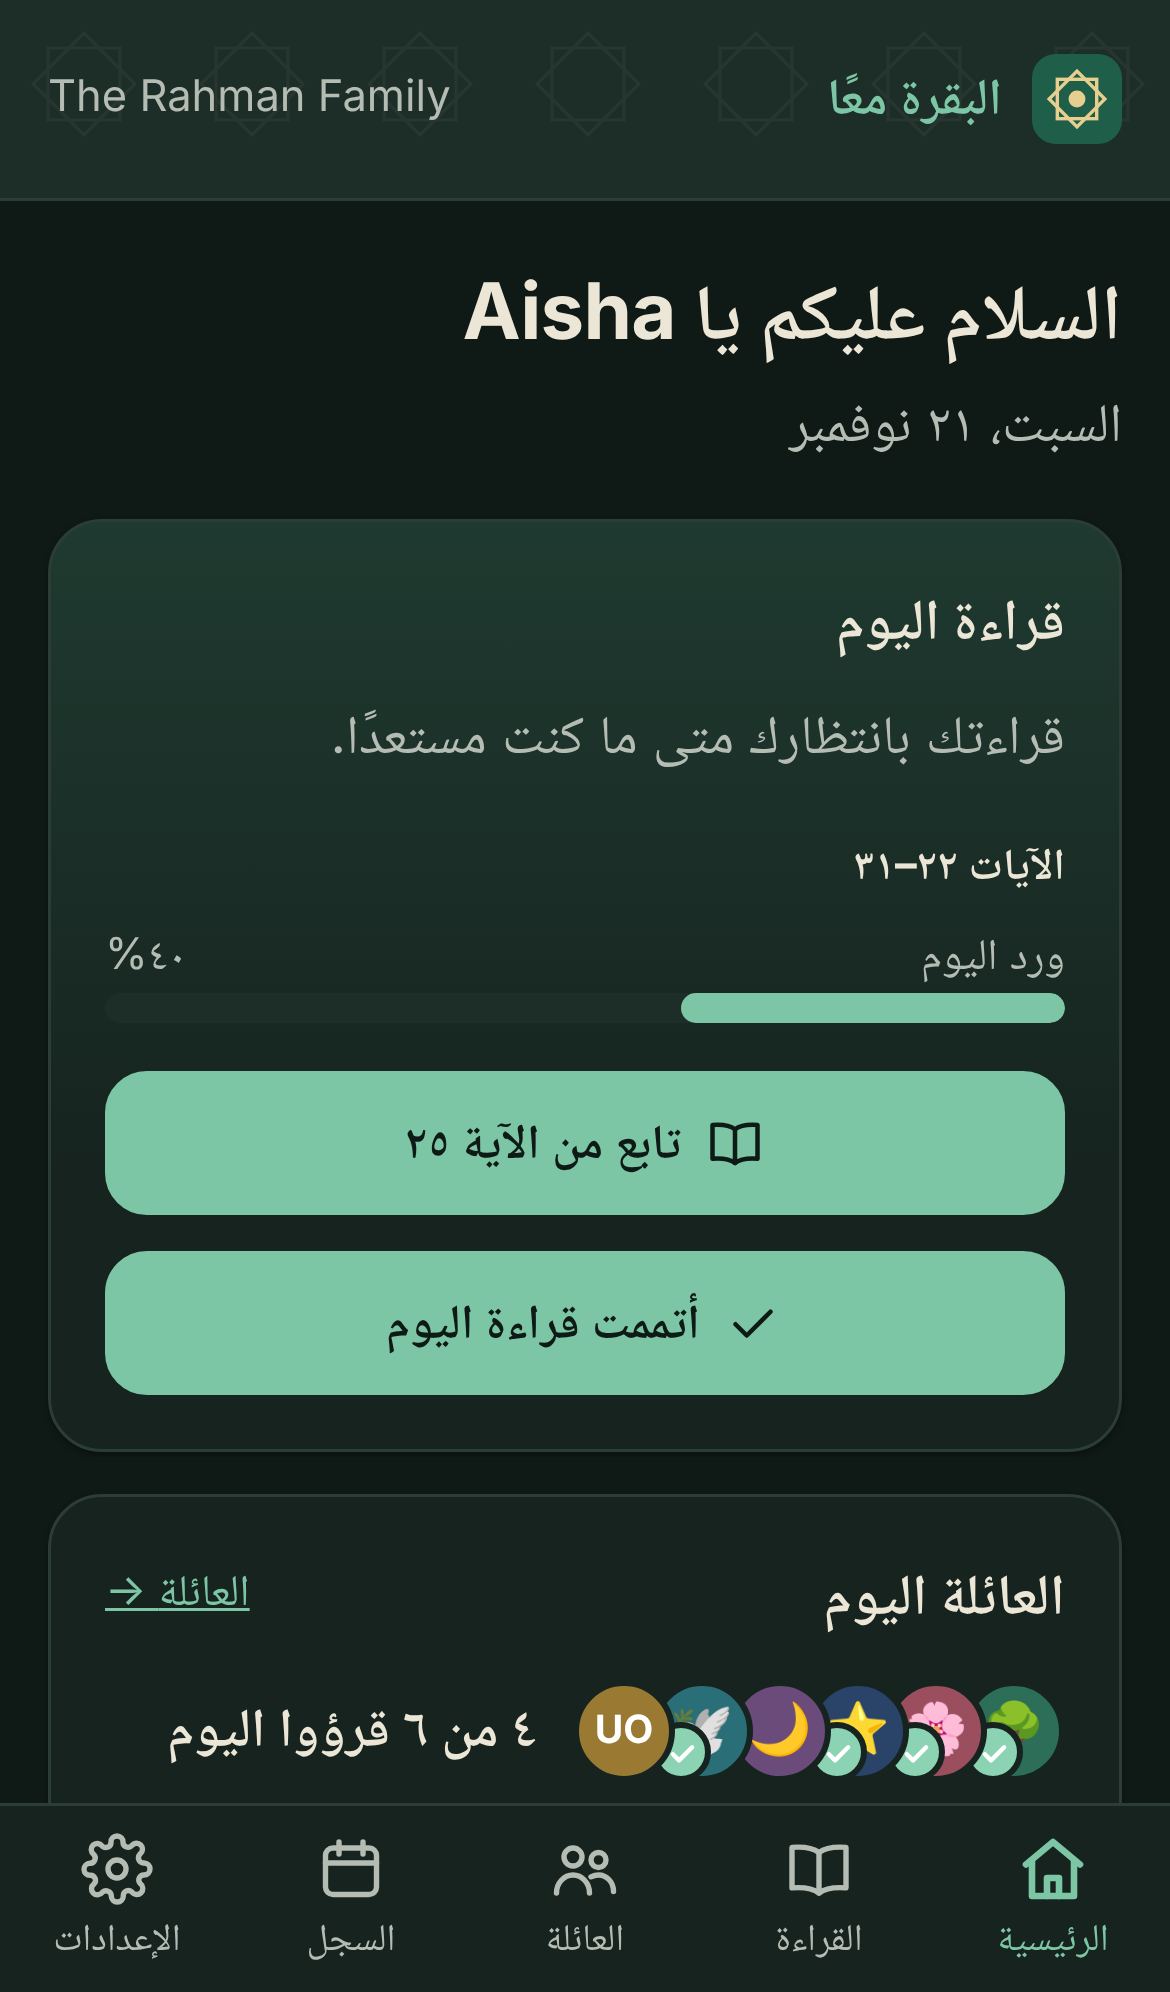 البقرة معًا
The Rahman Family
السلام عليكم يا Aisha
السبت، ٢١ نوفمبر
قراءة اليوم
قراءتك بانتظارك متى ما كنت مستعدًا.
الآيات ٢٢–٣١
ورد اليوم
٤٠%
تابع من الآية ٢٥
أتممت قراءة اليوم
العائلة اليوم
العائلة →
UO
٤ من ٦ قرؤوا اليوم
الرئيسية
القراءة
العائلة
السجل
الإعدادات